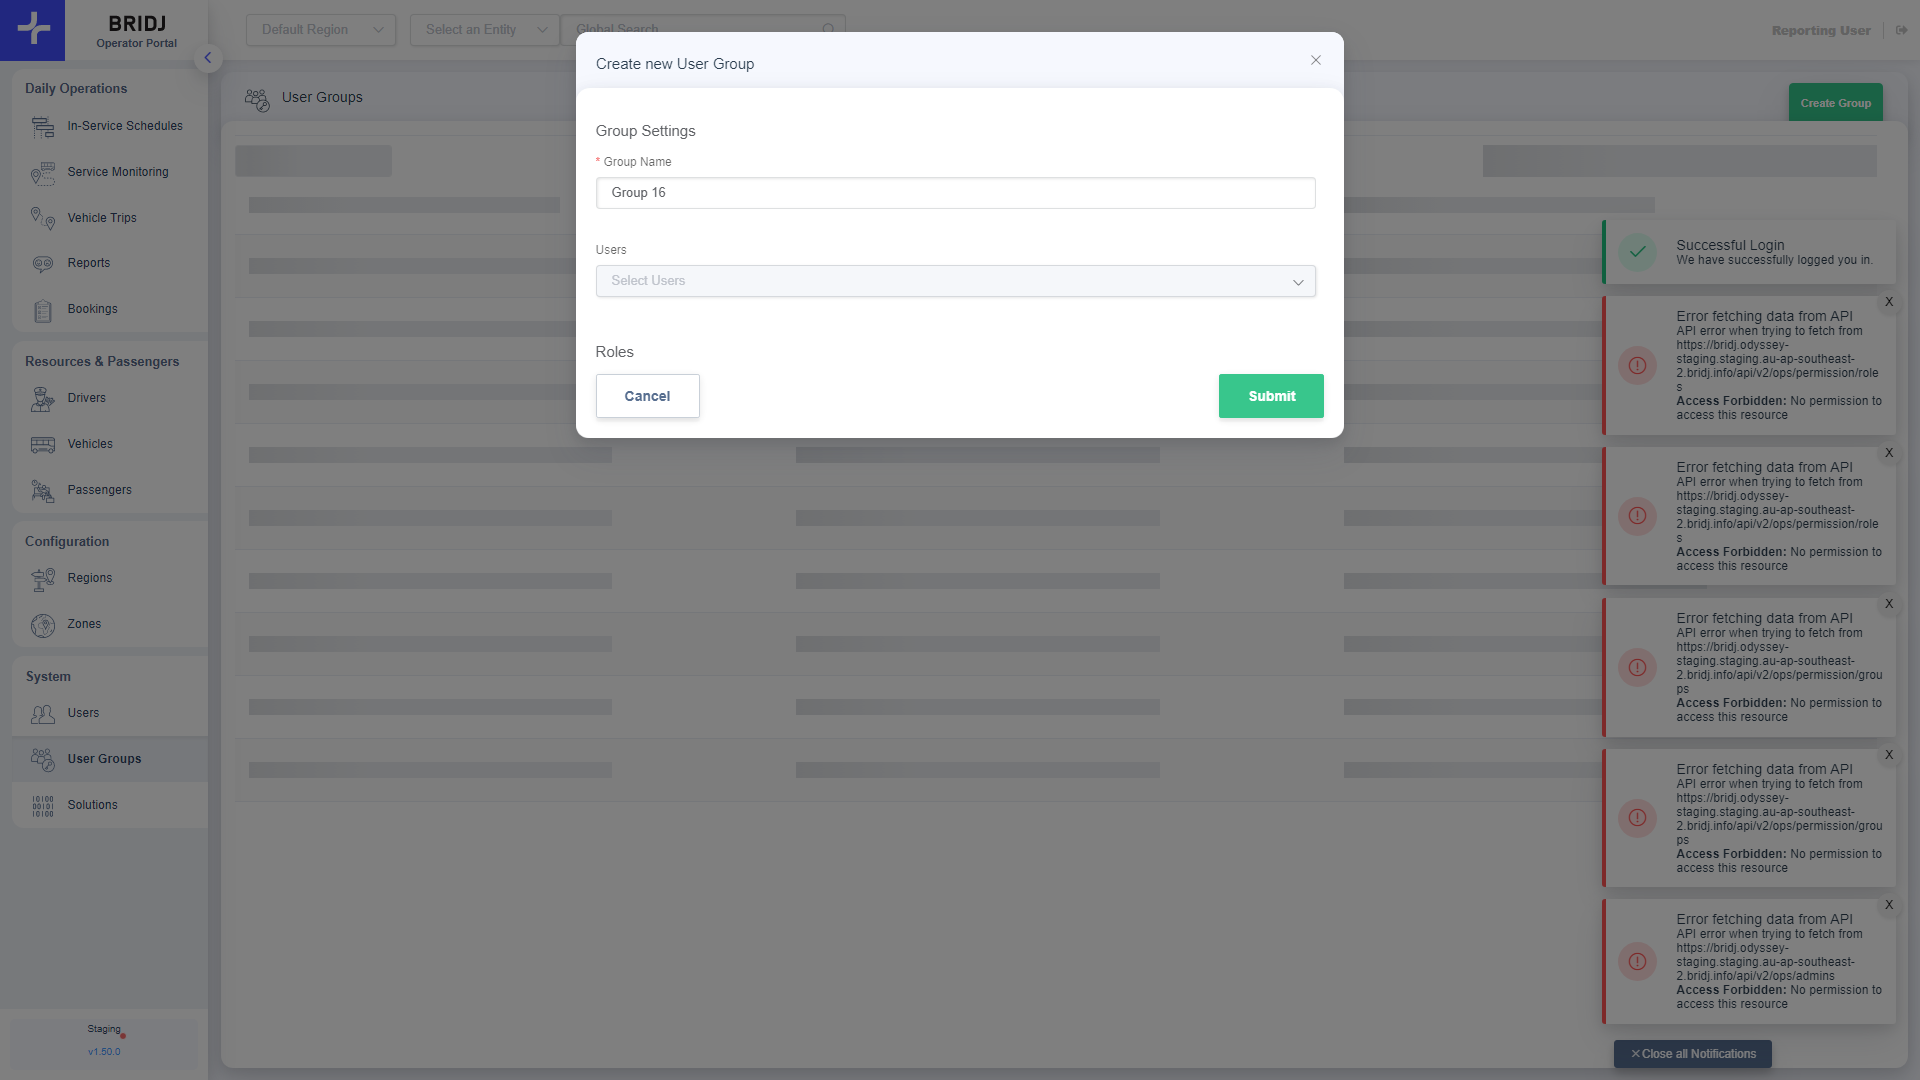 BRIDJ
Operator Portal
Default Region
Select an Entity
Global Search
Reporting User
Daily Operations
In-Service Schedules
Service Monitoring
Vehicle Trips
Reports
Bookings
Resources & Passengers
Drivers
Vehicles
Passengers
Configuration
Regions
Zones
System
Users
User Groups
Solutions
Staging
v1.50.0
User Groups
Create Group
Create new User Group
Group Settings
* Group Name
Group 16
Users
Select Users
Roles
Cancel
Submit
Successful Login
We have successfully logged you in.
X
Error fetching data from API
API error when trying to fetch from
https://bridj.odyssey-
staging.staging.au-ap-southeast-
2.bridj.info/api/v2/ops/permission/role
s
Access Forbidden: No permission to
access this resource
X
Error fetching data from API
API error when trying to fetch from
https://bridj.odyssey-
staging.staging.au-ap-southeast-
2.bridj.info/api/v2/ops/permission/role
s
Access Forbidden: No permission to
access this resource
X
Error fetching data from API
API error when trying to fetch from
https://bridj.odyssey-
staging.staging.au-ap-southeast-
2.bridj.info/api/v2/ops/permission/grou
ps
Access Forbidden: No permission to
access this resource
X
Error fetching data from API
API error when trying to fetch from
https://bridj.odyssey-
staging.staging.au-ap-southeast-
2.bridj.info/api/v2/ops/permission/grou
ps
Access Forbidden: No permission to
access this resource
X
Error fetching data from API
API error when trying to fetch from
https://bridj.odyssey-
staging.staging.au-ap-southeast-
2.bridj.info/api/v2/ops/admins
Access Forbidden: No permission to
access this resource
Close all Notifications